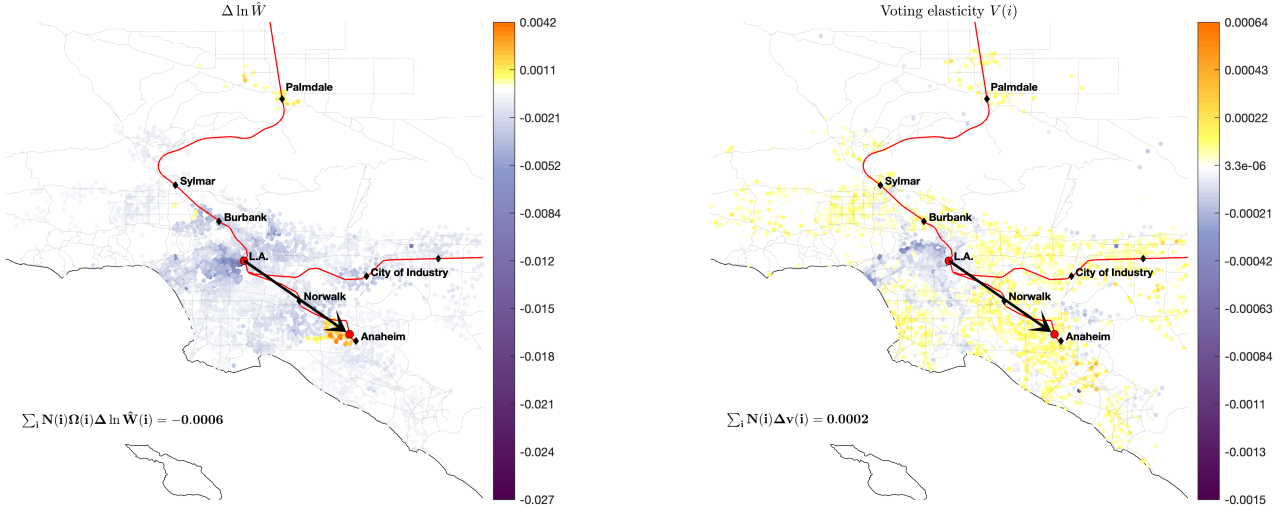 Δ ln Ŵ
Palmdale
Sylmar
Burbank
L.A.
City of Industry
Norwalk
Anaheim
∑ᵢ N(i)Ω(i)Δ ln Ŵ(i) = −0.0006
0.0042
0.0011
-0.0021
-0.0052
-0.0084
-0.012
-0.015
-0.018
-0.021
-0.024
-0.027
Voting elasticity V(i)
Palmdale
Sylmar
Burbank
L.A.
City of Industry
Norwalk
Anaheim
∑ᵢ N(i)Δv(i) = 0.0002
0.00064
0.00043
0.00022
3.3e-06
-0.00021
-0.00042
-0.00063
-0.00084
-0.0011
-0.0013
-0.0015